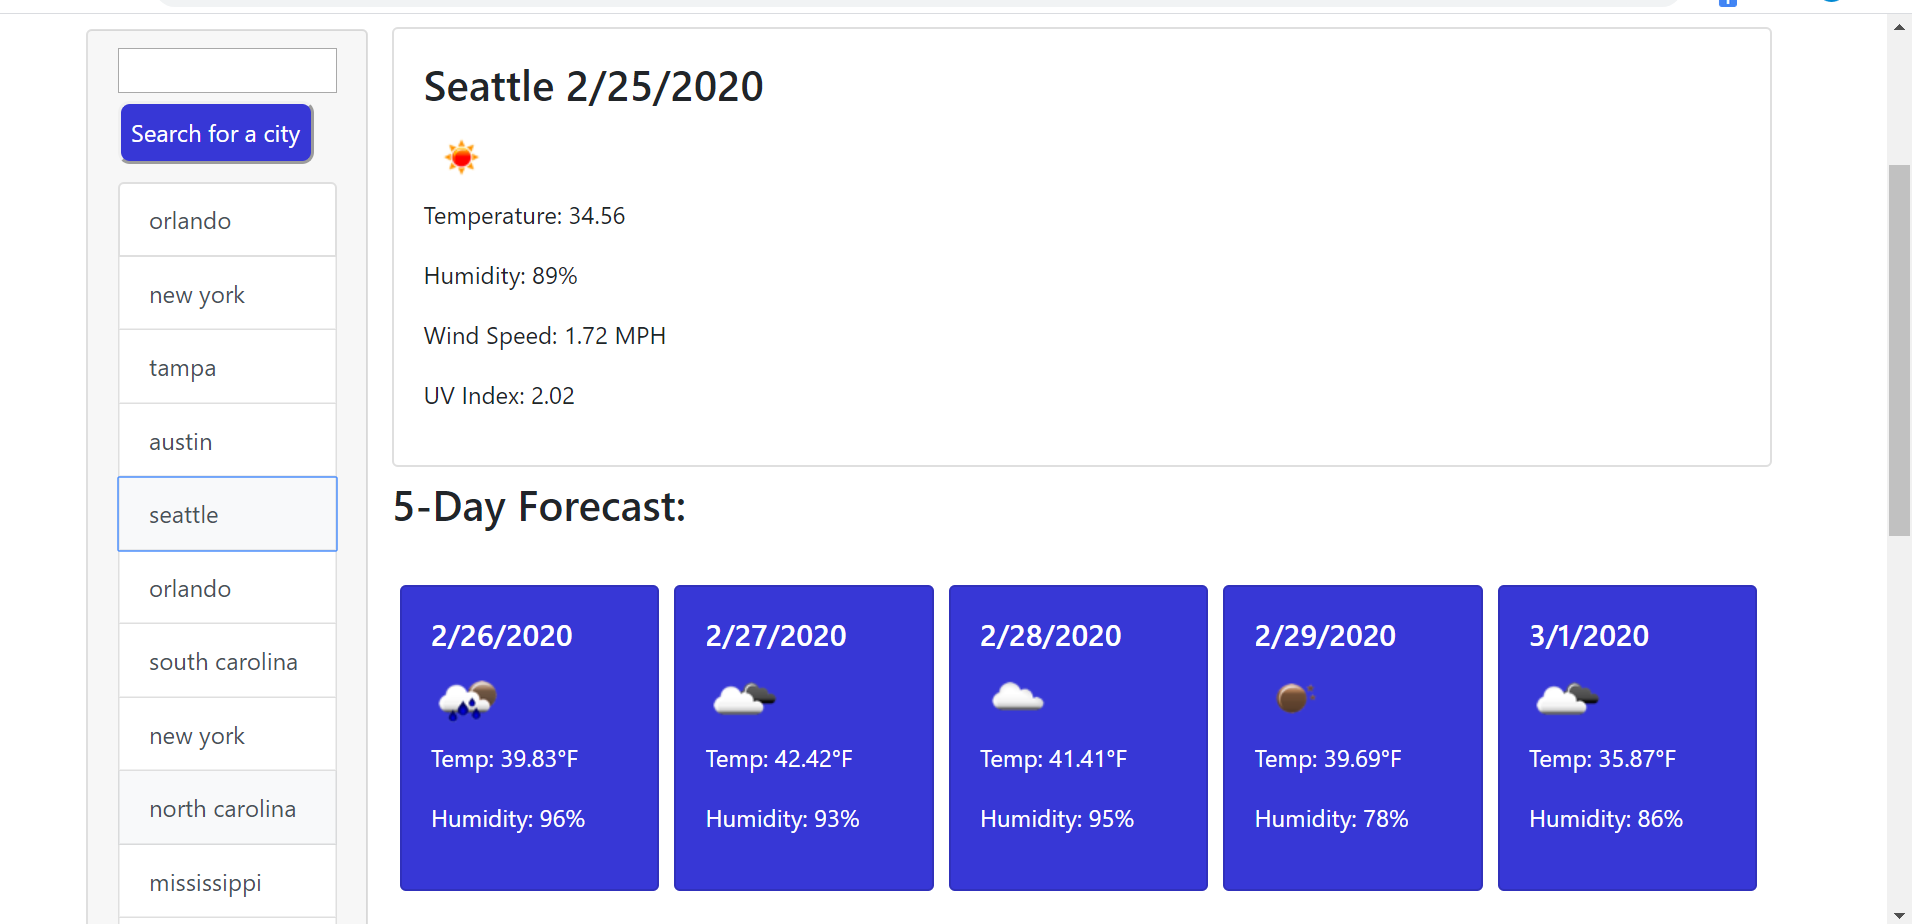 Search for a city
orlando
new york
tampa
austin
seattle
orlando
south carolina
new york
north carolina
mississippi
Seattle 2/25/2020
Temperature: 34.56
Humidity: 89%
Wind Speed: 1.72 MPH
UV Index: 2.02
5-Day Forecast:
2/26/2020
Temp: 39.83°F
Humidity: 96%
2/27/2020
Temp: 42.42°F
Humidity: 93%
2/28/2020
Temp: 41.41°F
Humidity: 95%
2/29/2020
Temp: 39.69°F
Humidity: 78%
3/1/2020
Temp: 35.87°F
Humidity: 86%